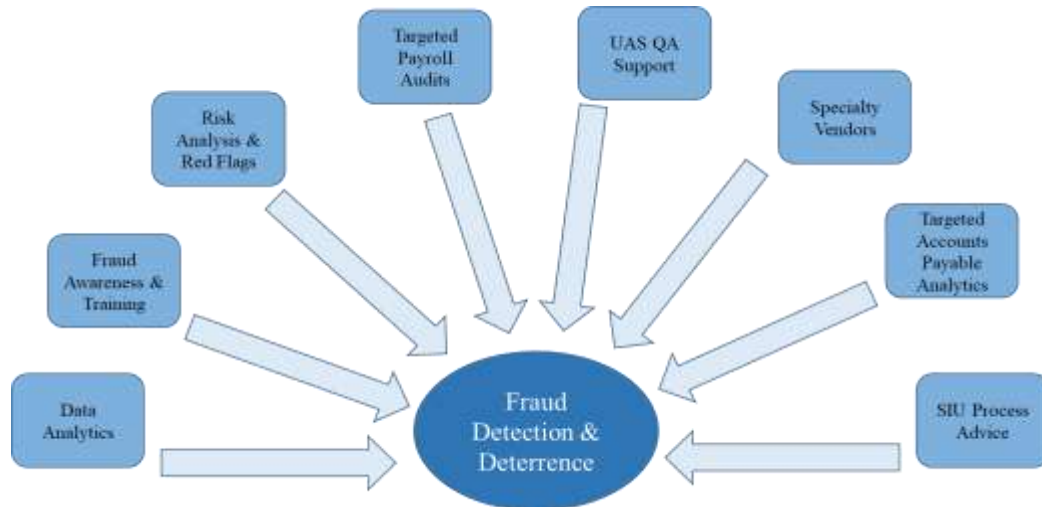 Targeted
Payroll
Audits
UAS QA
Support
Risk
Analysis &
Red Flags
Specialty
Vendors
Fraud
Awareness &
Training
Targeted
Accounts
Payable
Analytics
Data
Analytics
SIU Process
Advice
Fraud
Detection &
Deterrence